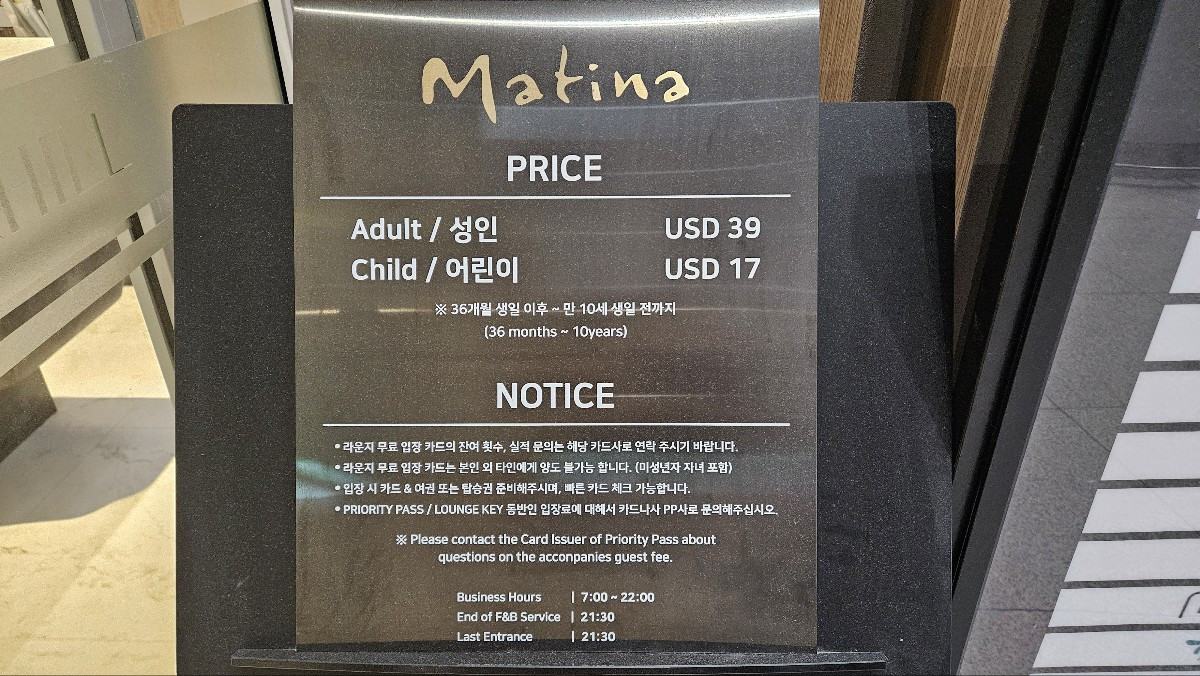 Matina
PRICE
Adult / 성인 USD 39
Child / 어린이 USD 17
※ 36개월 생일 이후 ~ 만 10세 생일 전까지
(36 months ~ 10years)
NOTICE
• 라운지 무료 입장 카드의 잔여 횟수, 실적 문의는 해당 카드사로 연락 주시기 바랍니다.
• 라운지 무료 입장 카드는 본인 외 타인에게 양도 불가능 합니다. (미성년자 자녀 포함)
• 입장 시 카드 & 여권 또는 탑승권 준비해주시며, 빠른 카드 체크 가능합니다.
• PRIORITY PASS / LOUNGE KEY 동반인 입장료에 대해서 카드나사 PP사로 문의해주십시오.
※ Please contact the Card Issuer of Priority Pass about
questions on the acconpanies guest fee.
Business Hours | 7:00 ~ 22:00
End of F&B Service | 21:30
Last Entrance | 21:30